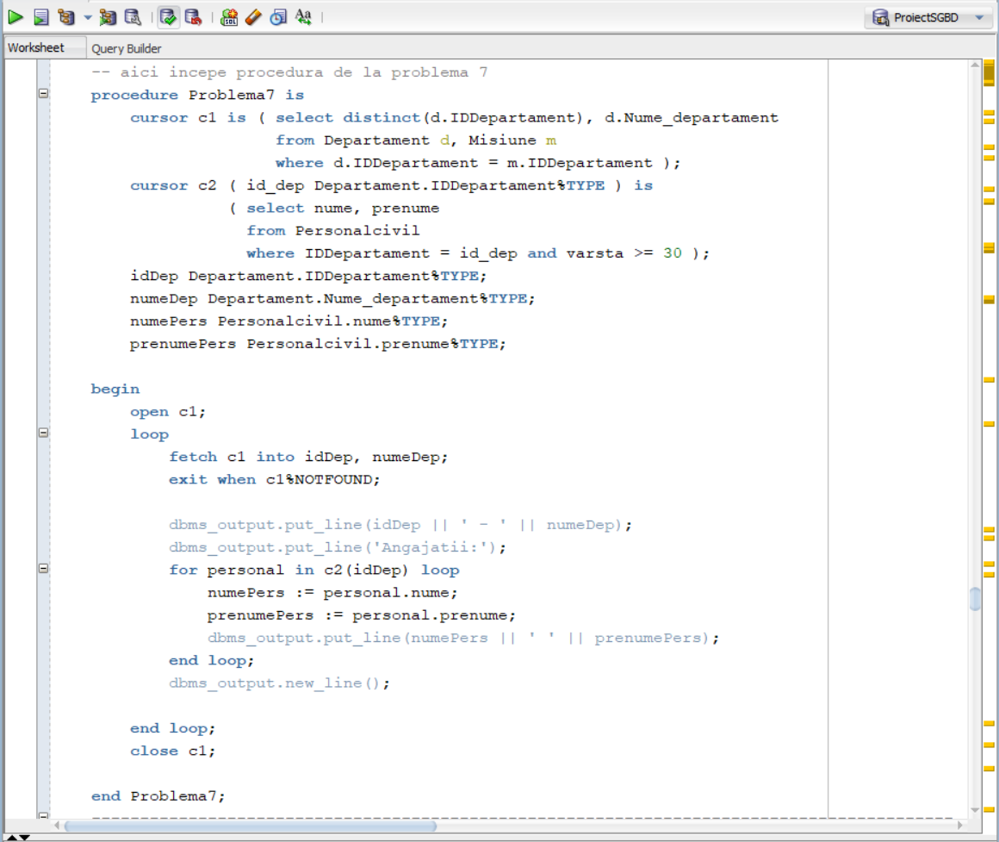 ProiectSGBD
Worksheet Query Builder
-- aici incepe procedura de la problema 7
procedure Problema7 is
    cursor c1 is ( select distinct(d.IDDepartament), d.Nume_departament
                   from Departament d, Misiune m
                   where d.IDDepartament = m.IDDepartament );
    cursor c2 ( id_dep Departament.IDDepartament%TYPE ) is
              ( select nume, prenume
                from Personalcivil
                where IDDepartament = id_dep and varsta >= 30 );
    idDep Departament.IDDepartament%TYPE;
    numeDep Departament.Nume_departament%TYPE;
    numePers Personalcivil.nume%TYPE;
    prenumePers Personalcivil.prenume%TYPE;
begin
    open c1;
    loop
        fetch c1 into idDep, numeDep;
        exit when c1%NOTFOUND;
        dbms_output.put_line(idDep || ' - ' || numeDep);
        dbms_output.put_line('Angajatii:');
        for personal in c2(idDep) loop
            numePers := personal.nume;
            prenumePers := personal.prenume;
            dbms_output.put_line(numePers || ' ' || prenumePers);
        end loop;
        dbms_output.new_line();
    end loop;
    close c1;
end Problema7;